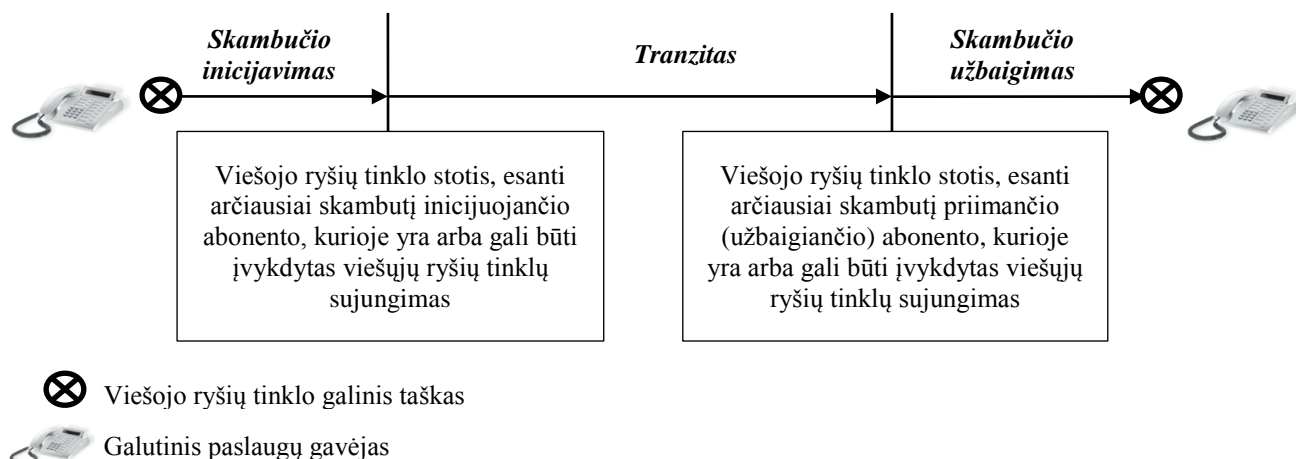 Skambučio
inicijavimas
Tranzitas
Skambučio
užbaigimas
Viešojo ryšių tinklo stotis, esanti
arčiausiai skambutį inicijuojančio
abonento, kurioje yra arba gali būti
įvykdytas viešųjų ryšių tinklų
sujungimas
Viešojo ryšių tinklo stotis, esanti
arčiausiai skambutį priimančio
(užbaigiančio) abonento, kurioje
yra arba gali būti įvykdytas viešųjų
ryšių tinklų sujungimas
Viešojo ryšių tinklo galinis taškas
Galutinis paslaugų gavėjas